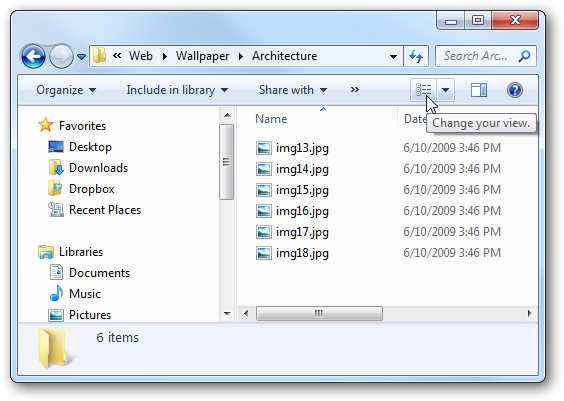 « Web ▸ Wallpaper ▸ Architecture
Search Arc...
Organize Include in library Share with »
Change your view.
Favorites
Desktop
Downloads
Dropbox
Recent Places
Libraries
Documents
Music
Pictures
Name Date
img13.jpg 6/10/2009 3:46 PM
img14.jpg 6/10/2009 3:46 PM
img15.jpg 6/10/2009 3:46 PM
img16.jpg 6/10/2009 3:46 PM
img17.jpg 6/10/2009 3:46 PM
img18.jpg 6/10/2009 3:46 PM
6 items